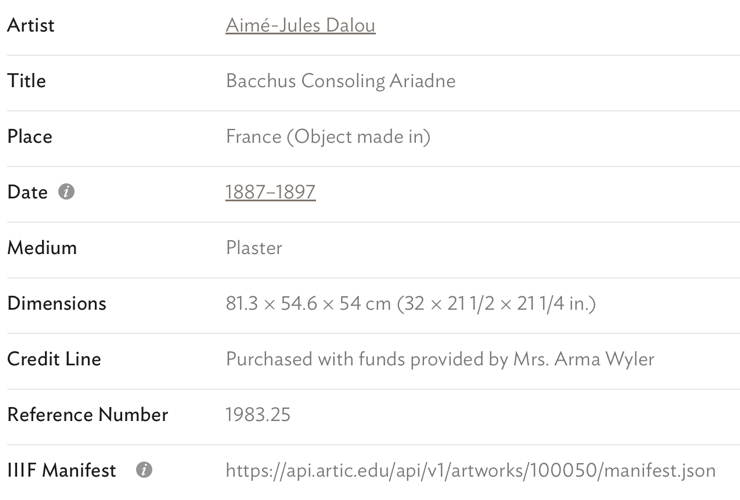 Artist Aimé-Jules Dalou
Title Bacchus Consoling Ariadne
Place France (Object made in)
Date i 1887–1897
Medium Plaster
Dimensions 81.3 × 54.6 × 54 cm (32 × 21 1/2 × 21 1/4 in.)
Credit Line Purchased with funds provided by Mrs. Arma Wyler
Reference Number 1983.25
IIIF Manifest i https://api.artic.edu/api/v1/artworks/100050/manifest.json